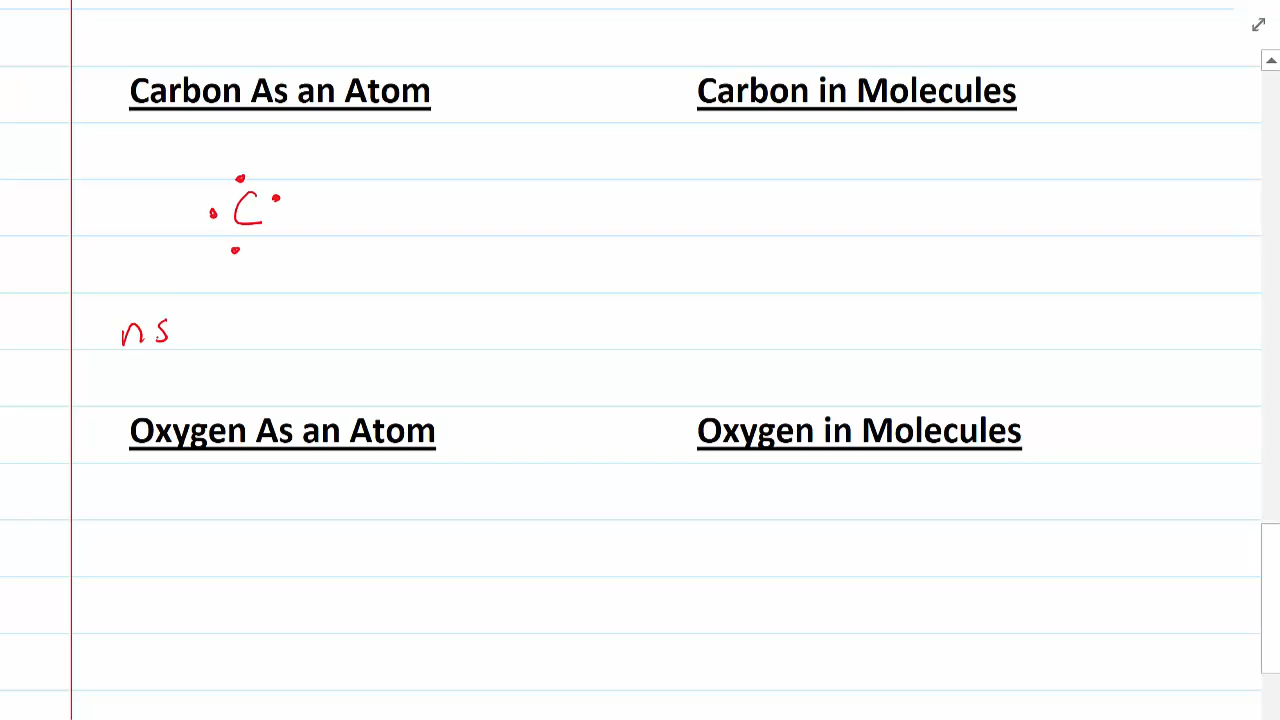 Carbon As an Atom Carbon in Molecules
C
ns
Oxygen As an Atom Oxygen in Molecules